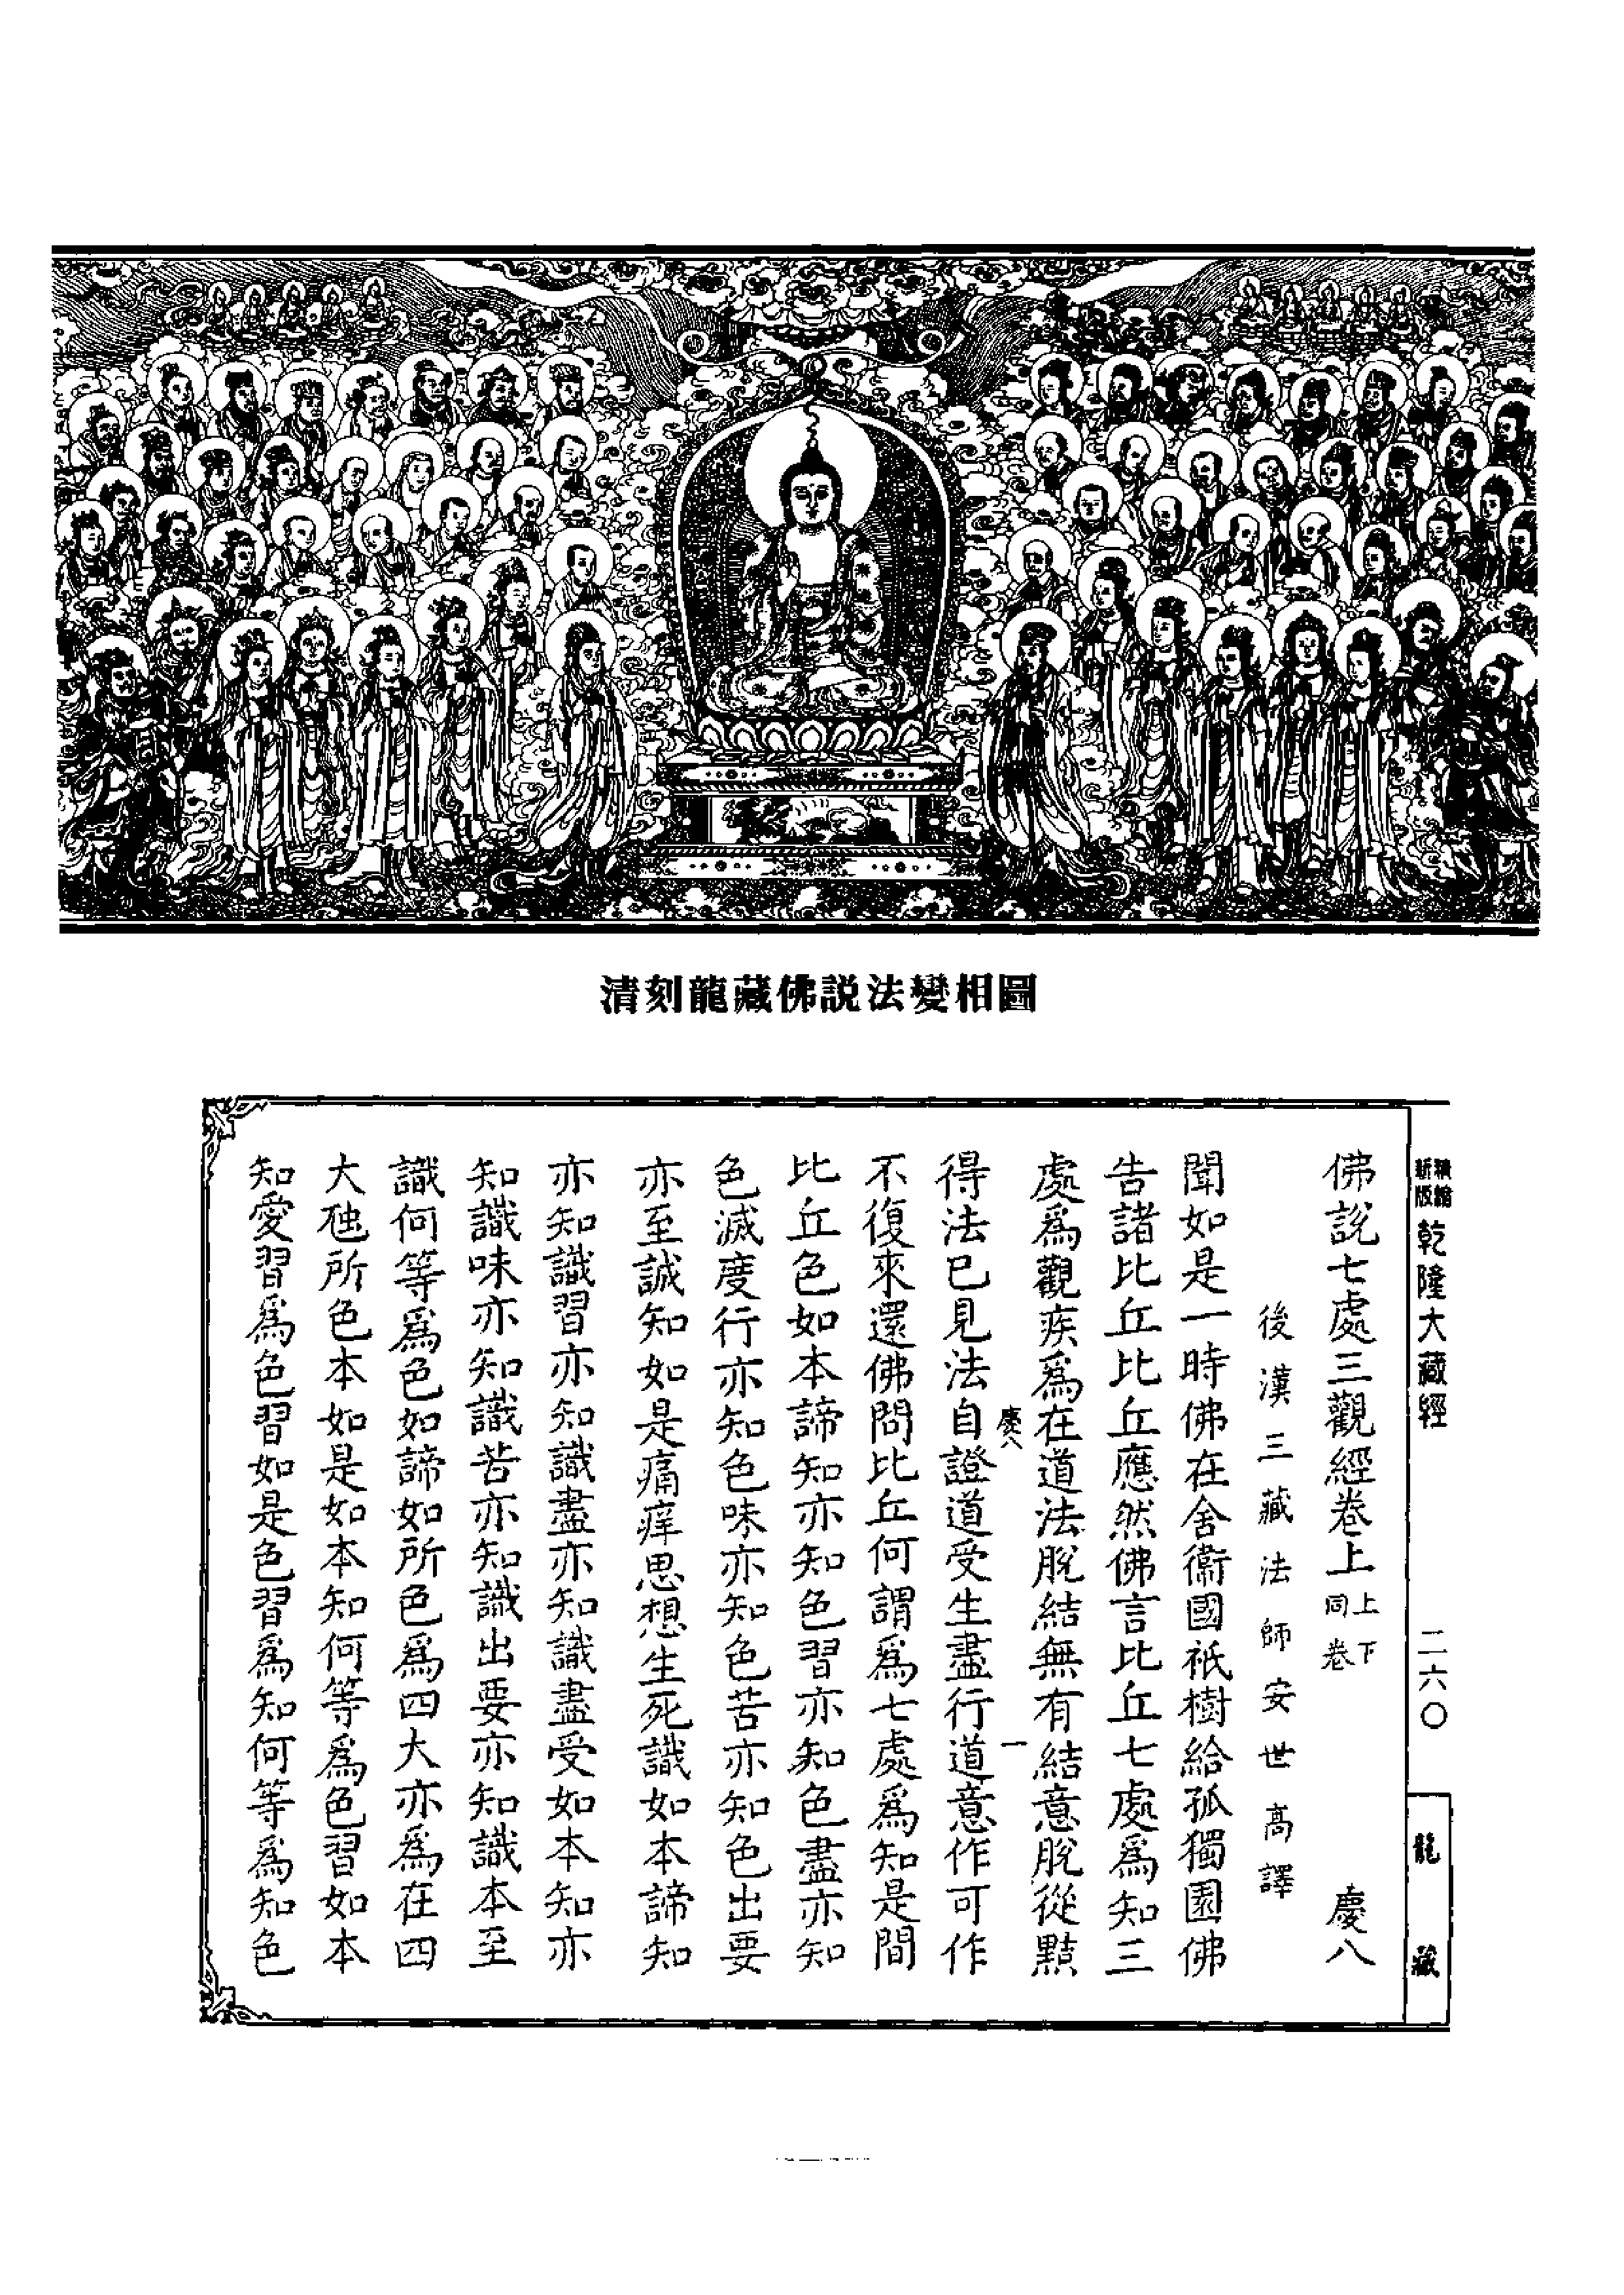 清刻龍藏佛説法變相圖
新版
精縮
乾隆大藏經
二六〇
龍藏
佛說七處三觀經卷上
上下
同卷
慶八
後漢三藏法師安世高譯
聞如是一時佛在舍衞國祇樹給孤獨園佛
告諸比丘比丘應然佛言比丘七處爲知三
處爲觀疾爲在道法脫結無有結意脫從黠
慶八
一
得法已見法自證道受生盡行道意作可作
不復來還佛問比丘何謂爲七處爲知是間
比丘色如本諦知亦知色習亦知色盡亦知
色滅度行亦知色味亦知色苦亦知色出要
亦至誠知如是痛痒思想生死識如本諦知
亦知識習亦知識盡亦知識盡受如本知亦
知識味亦知識苦亦知識出要亦知識本至
識何等爲色如諦如所色爲四大亦爲在四
大虺所色本如是如本知何等爲色習如本
知愛習爲色習如是色習爲知何等爲知色